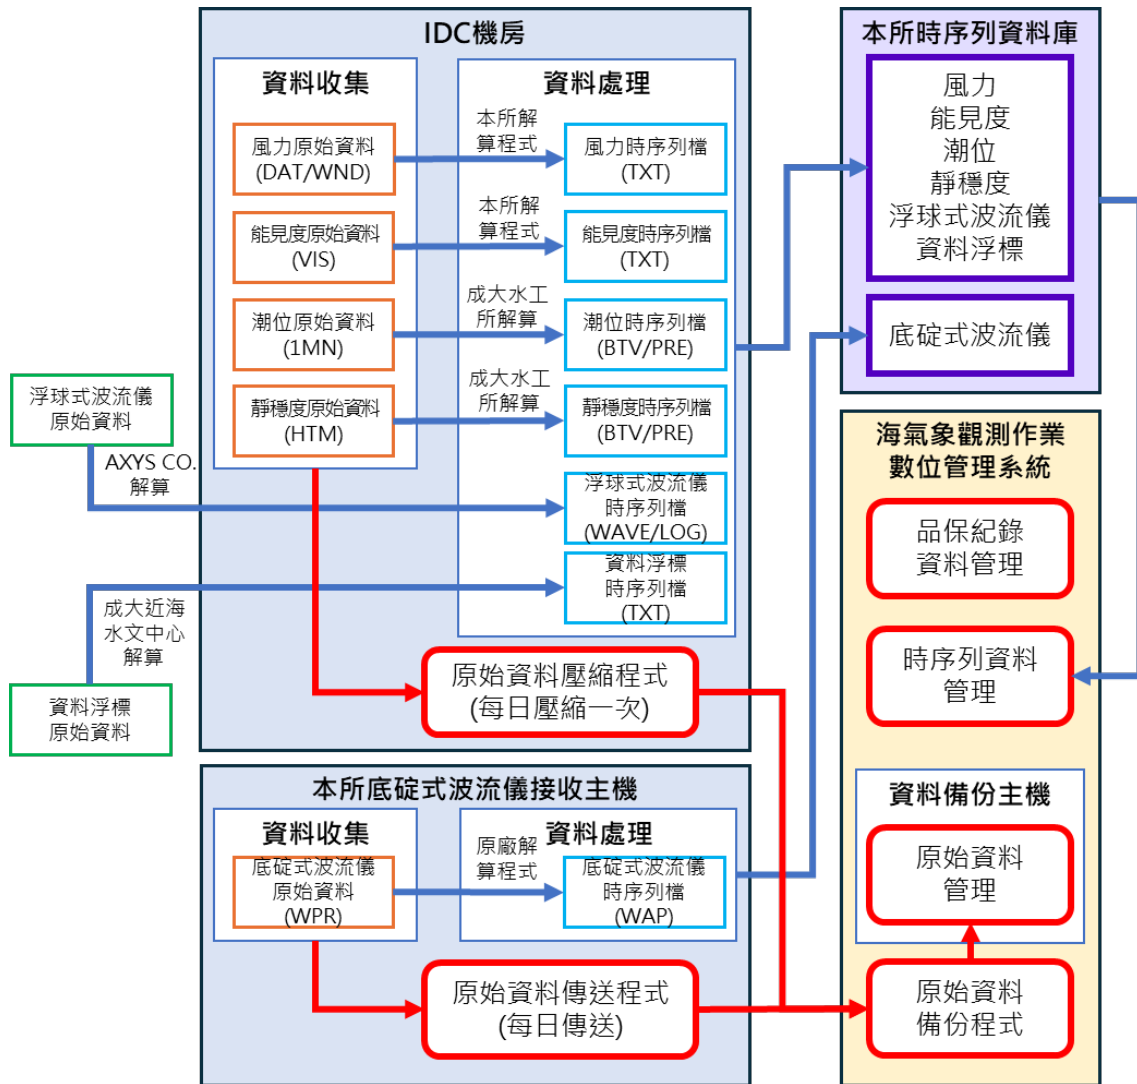 IDC機房
資料收集
資料處理
風力原始資料
(DAT/WND)
本所解
算程式
風力時序列檔
(TXT)
能見度原始資料
(VIS)
本所解
算程式
能見度時序列檔
(TXT)
潮位原始資料
(1MN)
成大水工
所解算
潮位時序列檔
(BTV/PRE)
靜穩度原始資料
(HTM)
成大水工
所解算
靜穩度時序列檔
(BTV/PRE)
浮球式波流儀
原始資料
AXYS CO.
解算
浮球式波流儀
時序列檔
(WAVE/LOG)
資料浮標
時序列檔
(TXT)
成大近海
水文中心
解算
資料浮標
原始資料
原始資料壓縮程式
(每日壓縮一次)
本所底碇式波流儀接收主機
資料收集
資料處理
底碇式波流儀
原始資料
(WPR)
原廠解
算程式
底碇式波流儀
時序列檔
(WAP)
原始資料傳送程式
(每日傳送)
本所時序列資料庫
風力
能見度
潮位
靜穩度
浮球式波流儀
資料浮標
底碇式波流儀
海氣象觀測作業
數位管理系統
品保紀錄
資料管理
時序列資料
管理
資料備份主機
原始資料
管理
原始資料
備份程式